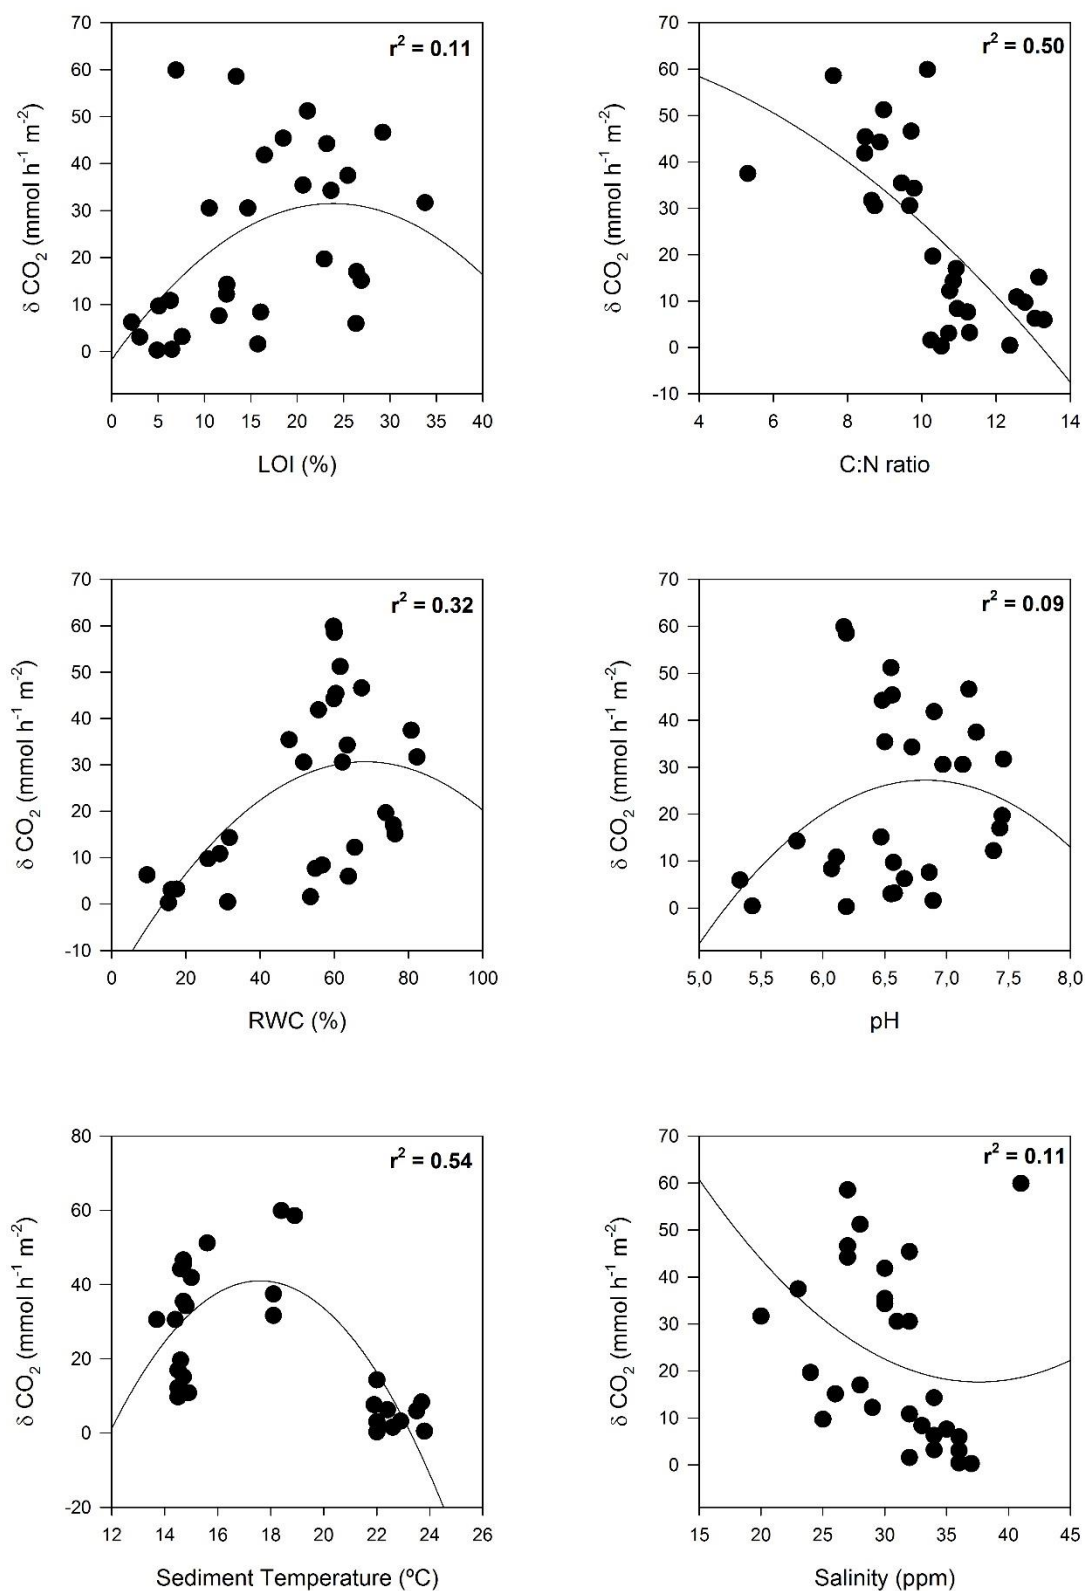 r² = 0.11
70
60
50
40
30
20
10
0
δ CO₂ (mmol h⁻¹ m⁻²)
0 5 10 15 20 25 30 35 40
LOI (%)
r² = 0.50
70
60
50
40
30
20
10
0
-10
δ CO₂ (mmol h⁻¹ m⁻²)
4 6 8 10 12 14
C:N ratio
r² = 0.32
70
60
50
40
30
20
10
0
-10
δ CO₂ (mmol h⁻¹ m⁻²)
0 20 40 60 80 100
RWC (%)
r² = 0.09
70
60
50
40
30
20
10
0
δ CO₂ (mmol h⁻¹ m⁻²)
5,0 5,5 6,0 6,5 7,0 7,5 8,0
pH
r² = 0.54
80
60
40
20
0
-20
δ CO₂ (mmol h⁻¹ m⁻²)
12 14 16 18 20 22 24 26
Sediment Temperature (ºC)
r² = 0.11
70
60
50
40
30
20
10
0
δ CO₂ (mmol h⁻¹ m⁻²)
15 20 25 30 35 40 45
Salinity (ppm)